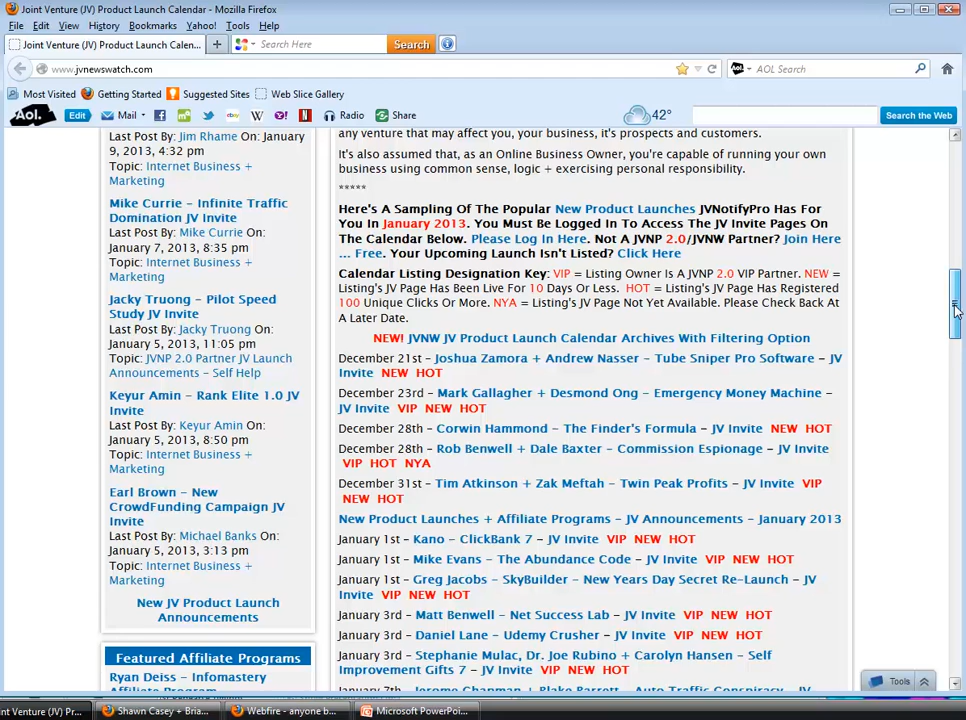 Joint Venture (JV) Product Launch Calendar - Mozilla Firefox
File Edit View History Bookmarks Yahoo! Tools Help
Joint Venture (JV) Product Launch Calen...
Search Here
Search
www.jvnewswatch.com
AOL Search
Most Visited Getting Started Suggested Sites Web Slice Gallery
Aol. Edit Mail Radio Share 42° Search the Web
Last Post By: Jim Rhame On: January
9, 2013, 4:32 pm
Topic: Internet Business +
Marketing
Mike Currie - Infinite Traffic
Domination JV Invite
Last Post By: Mike Currie On:
January 7, 2013, 8:35 pm
Topic: Internet Business +
Marketing
Jacky Truong - Pilot Speed
Study JV Invite
Last Post By: Jacky Truong On:
January 5, 2013, 11:05 pm
Topic: JVNP 2.0 Partner JV Launch
Announcements - Self Help
Keyur Amin - Rank Elite 1.0 JV
Invite
Last Post By: Keyur Amin On:
January 5, 2013, 8:50 pm
Topic: Internet Business +
Marketing
Earl Brown - New
CrowdFunding Campaign JV
Invite
Last Post By: Michael Banks On:
January 5, 2013, 3:13 pm
Topic: Internet Business +
Marketing
New JV Product Launch
Announcements
Featured Affiliate Programs
Ryan Deiss - Infomastery
any venture that may affect you, your business, it's prospects and customers.
It's also assumed that, as an Online Business Owner, you're capable of running your own
business using common sense, logic + exercising personal responsibility.
*****
Here's A Sampling Of The Popular New Product Launches JVNotifyPro Has For
You In January 2013. You Must Be Logged In To Access The JV Invite Pages On
The Calendar Below. Please Log In Here. Not A JVNP 2.0/JVNW Partner? Join Here
... Free. Your Upcoming Launch Isn't Listed? Click Here
Calendar Listing Designation Key: VIP = Listing Owner Is A JVNP 2.0 VIP Partner. NEW =
Listing's JV Page Has Been Live For 10 Days Or Less. HOT = Listing's JV Page Has Registered
100 Unique Clicks Or More. NYA = Listing's JV Page Not Yet Available. Please Check Back At
A Later Date.
NEW! JVNW JV Product Launch Calendar Archives With Filtering Option
December 21st - Joshua Zamora + Andrew Nasser - Tube Sniper Pro Software - JV
Invite NEW HOT
December 23rd - Mark Gallagher + Desmond Ong - Emergency Money Machine -
JV Invite VIP NEW HOT
December 28th - Corwin Hammond - The Finder's Formula - JV Invite NEW HOT
December 28th - Rob Benwell + Dale Baxter - Commission Espionage - JV Invite
VIP HOT NYA
December 31st - Tim Atkinson + Zak Meftah - Twin Peak Profits - JV Invite VIP
NEW HOT
New Product Launches + Affiliate Programs - JV Announcements - January 2013
January 1st - Kano - ClickBank 7 - JV Invite VIP NEW HOT
January 1st - Mike Evans - The Abundance Code - JV Invite VIP NEW HOT
January 1st - Greg Jacobs - SkyBuilder - New Years Day Secret Re-Launch - JV
Invite VIP NEW HOT
January 3rd - Matt Benwell - Net Success Lab - JV Invite VIP NEW HOT
January 3rd - Daniel Lane - Udemy Crusher - JV Invite VIP NEW HOT
January 3rd - Stephanie Mulac, Dr. Joe Rubino + Carolyn Hansen - Self
Improvement Gifts 7 - JV Invite VIP NEW HOT
January 7th - Jerome Chapman + Blake Barrett - Auto Traffic Conspiracy - JV
Tools
int Venture (JV) Pr... Shawn Casey + Bria... Webfire - anyone b... Microsoft PowerPoi...